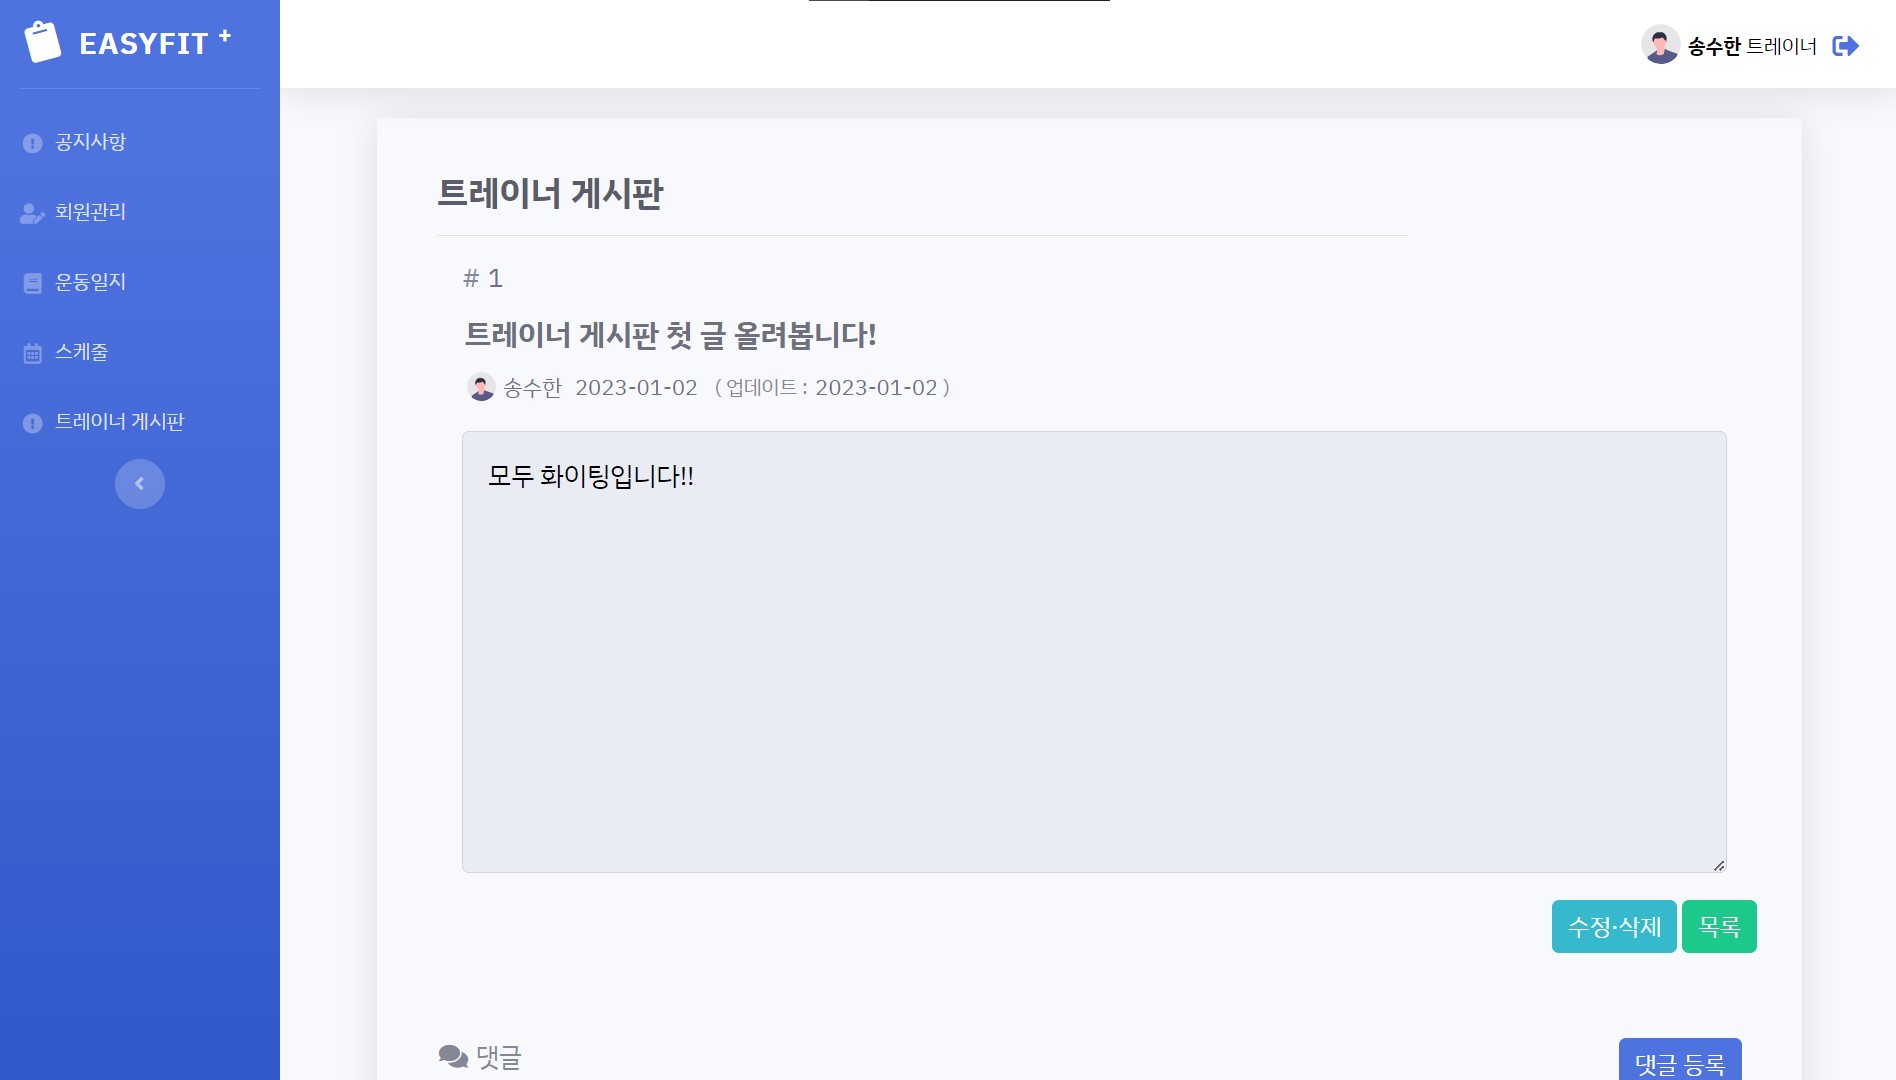 EASYFIT +
송수한 트레이너
공지사항
회원관리
운동일지
스케줄
트레이너 게시판
트레이너 게시판
# 1
트레이너 게시판 첫 글 올려봅니다!
송수한 2023-01-02 ( 업데이트 : 2023-01-02 )
모두 화이팅입니다!!
수정·삭제 목록
댓글
댓글 등록